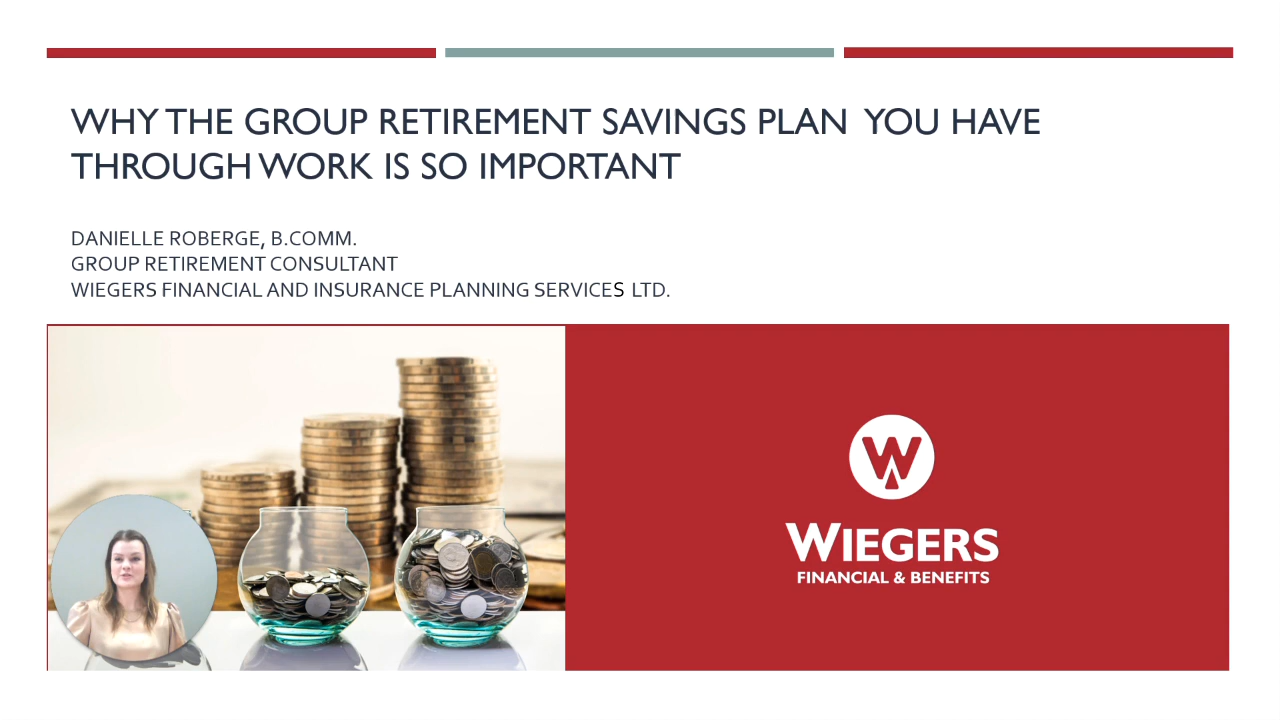 WHY THE GROUP RETIREMENT SAVINGS PLAN YOU HAVE
THROUGH WORK IS SO IMPORTANT
DANIELLE ROBERGE, B.COMM.
GROUP RETIREMENT CONSULTANT
WIEGERS FINANCIAL AND INSURANCE PLANNING SERVICES LTD.
W
WIEGERS
FINANCIAL & BENEFITS